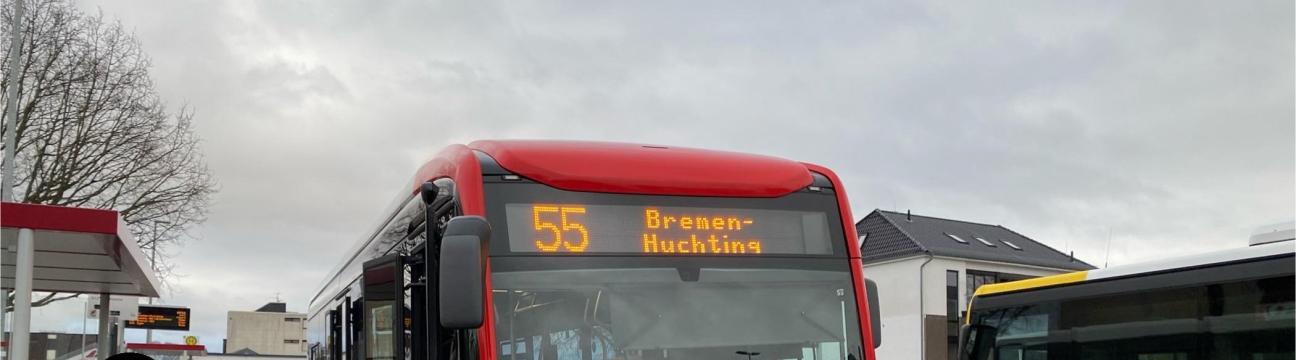 55
Bremen-
Huchting
H